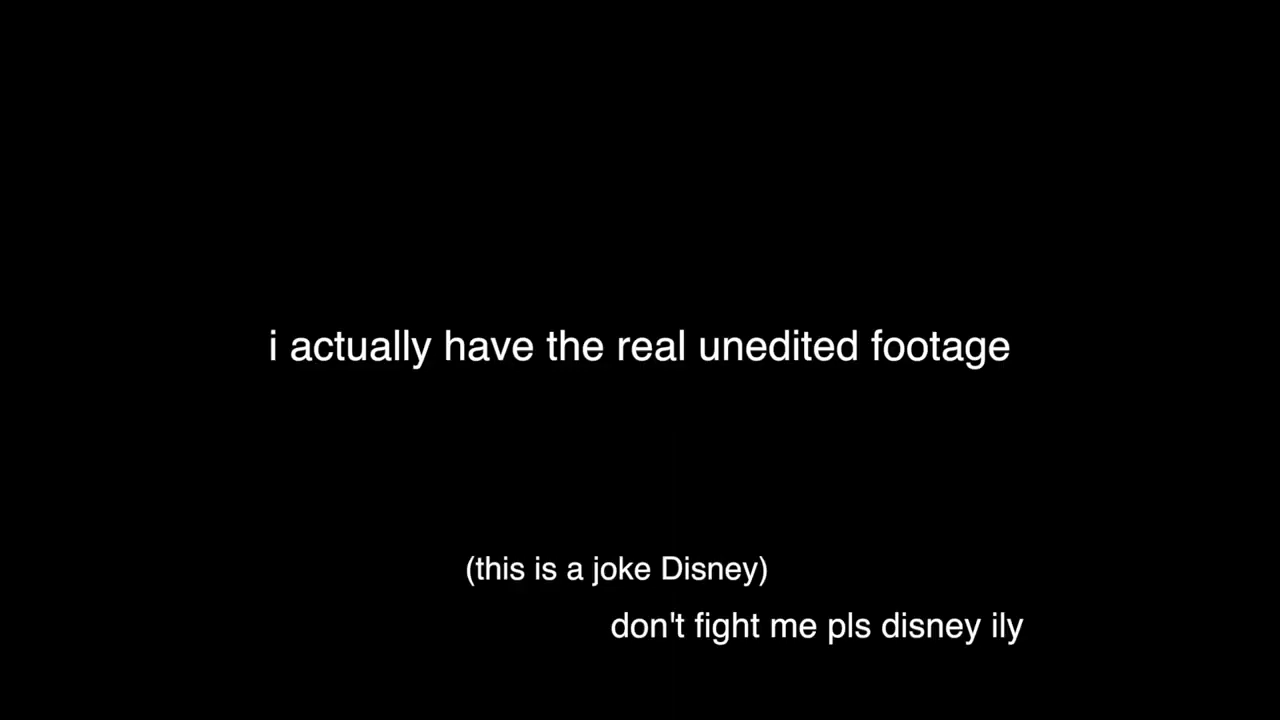 i actually have the real unedited footage
(this is a joke Disney)
don't fight me pls disney ily